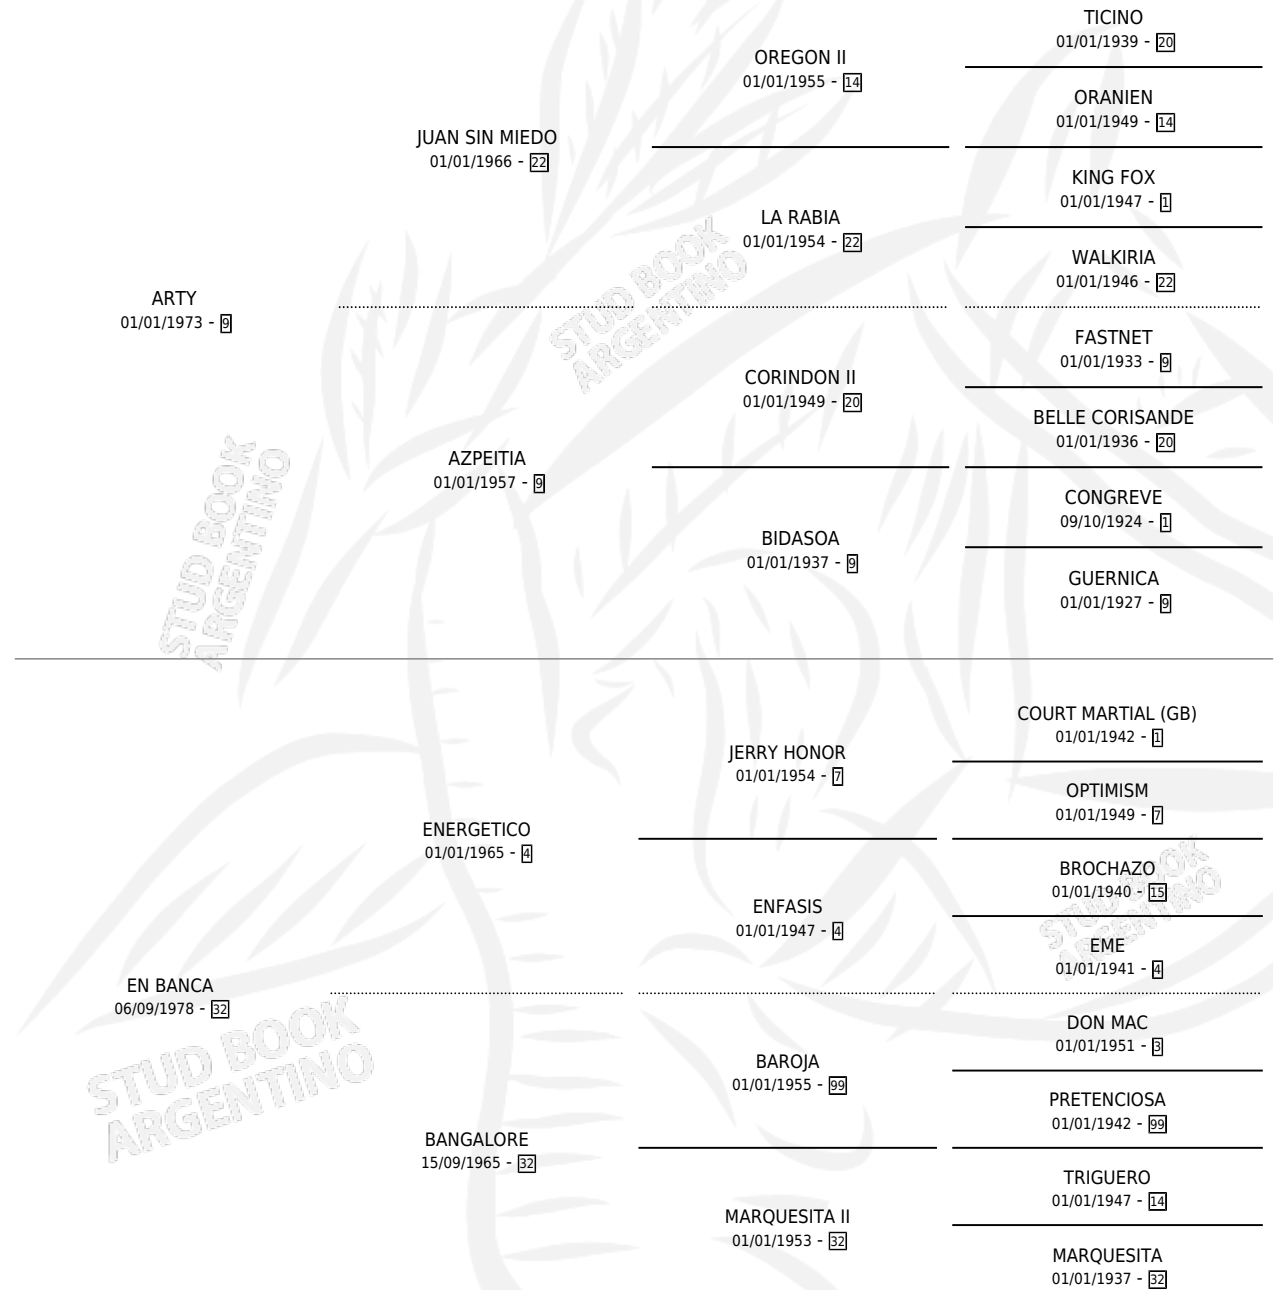 TICINO
01/01/1939 - 20
OREGON II
01/01/1955 - 14
ORANIEN
01/01/1949 - 14
JUAN SIN MIEDO
01/01/1966 - 22
KING FOX
01/01/1947 - 1
LA RABIA
01/01/1954 - 22
WALKIRIA
01/01/1946 - 22
STUD BOOK
ARGENTINO
ARTY
01/01/1973 - 9
FASTNET
01/01/1933 - 9
CORINDON II
01/01/1949 - 20
BELLE CORISANDE
01/01/1936 - 20
AZPEITIA
01/01/1957 - 9
CONGREVE
09/10/1924 - 1
BIDASOA
01/01/1937 - 9
GUERNICA
01/01/1927 - 9
STUD BOOK
ARGENTINO
COURT MARTIAL (GB)
01/01/1942 - 1
JERRY HONOR
01/01/1954 - 7
OPTIMISM
01/01/1949 - 7
ENERGETICO
01/01/1965 - 4
BROCHAZO
01/01/1940 - 15
ENFASIS
01/01/1947 - 4
EME
01/01/1941 - 4
STUD BOOK
ARGENTINO
EN BANCA
06/09/1978 - 32
DON MAC
01/01/1951 - 3
BAROJA
01/01/1955 - 99
PRETENCIOSA
01/01/1942 - 99
STUD BOOK
ARGENTINO
BANGALORE
15/09/1965 - 32
TRIGUERO
01/01/1947 - 14
MARQUESITA II
01/01/1953 - 32
MARQUESITA
01/01/1937 - 32